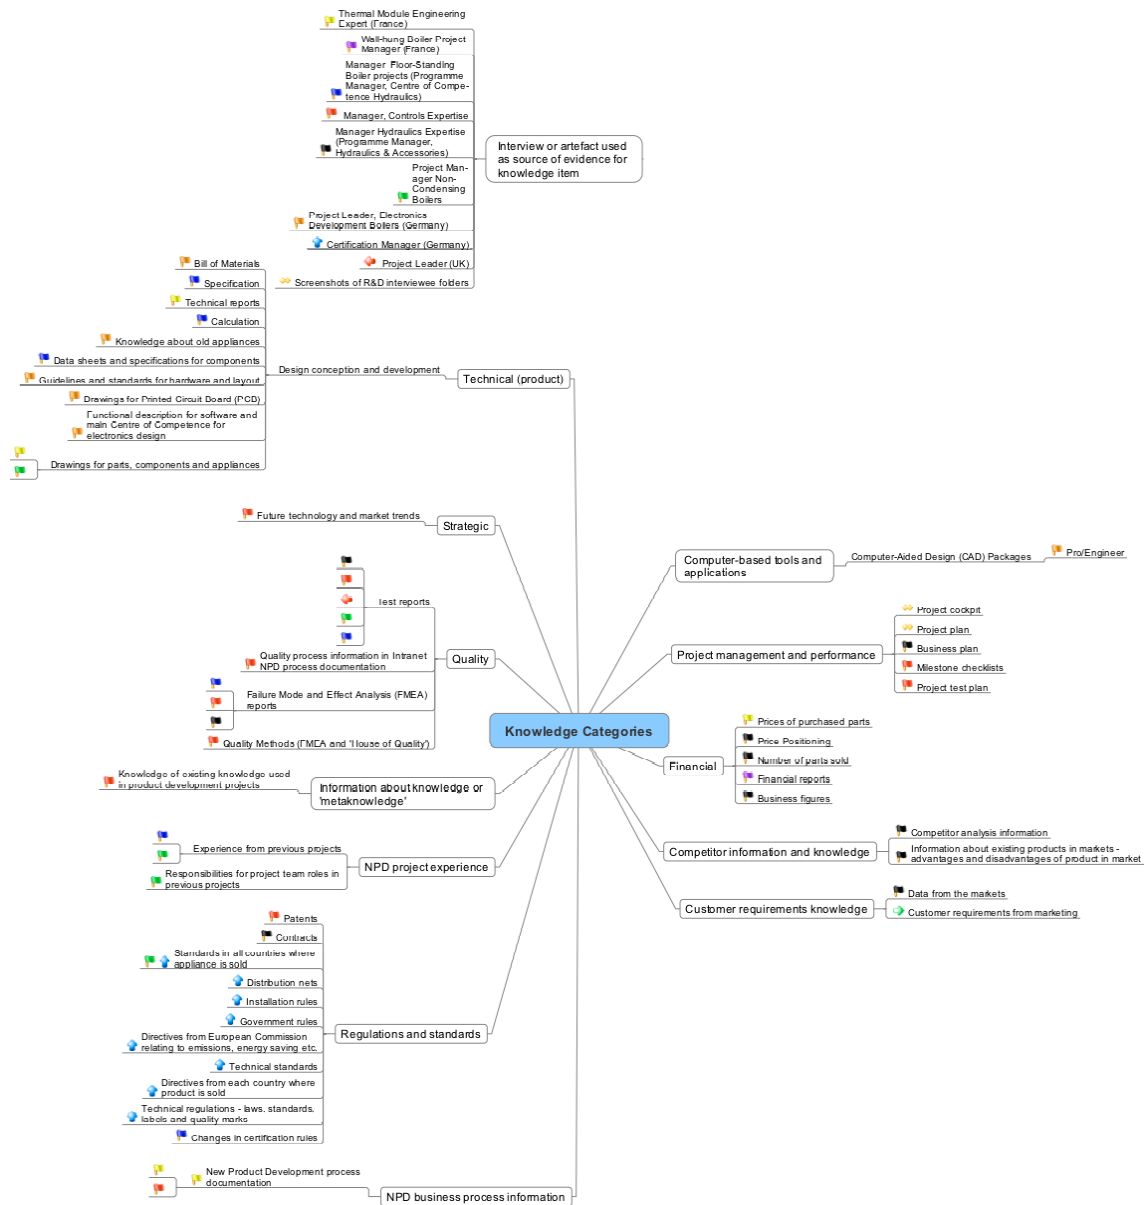 Thermal Module Engineering
Expert (France)
Wall-hung Boiler Project
Manager (France)
Manager Floor-Standing
Boiler projects (Programme
Manager, Centre of Compe-
tence Hydraulics)
Manager, Controls Expertise
Manager Hydraulics Expertise
(Programme Manager,
Hydraulics & Accessories)
Project Man-
ager Non-
Condensing
Boilers
Project Leader, Electronics
Development Boilers (Germany)
Certification Manager (Germany)
Project Leader (UK)
Screenshots of R&D interviewee folders
Interview or artefact used
as source of evidence for
knowledge item
Bill of Materials
Specification
Technical reports
Calculation
Knowledge about old appliances
Data sheets and specifications for components
Guidelines and standards for hardware and layout
Drawings for Printed Circuit Board (PCB)
Functional description for software and
main Centre of Competence for
electronics design
Drawings for parts, components and appliances
Design conception and development
Technical (product)
Future technology and market trends
Strategic
Test reports
Quality process information in Intranet
NPD process documentation
Failure Mode and Effect Analysis (FMEA)
reports
Quality Methods (FMEA and 'House of Quality')
Quality
Knowledge of existing knowledge used
in product development projects
Information about knowledge or
'metaknowledge'
Experience from previous projects
Responsibilities for project team roles in
previous projects
NPD project experience
Patents
Contracts
Standards in all countries where
appliance is sold
Distribution nets
Installation rules
Government rules
Directives from European Commission
relating to emissions, energy saving etc.
Technical standards
Directives from each country where
product is sold
Technical regulations - laws, standards,
labels and quality marks
Changes in certification rules
Regulations and standards
New Product Development process
documentation
NPD business process information
Knowledge Categories
Computer-based tools and
applications
Computer-Aided Design (CAD) Packages
Pro/Engineer
Project management and performance
Project cockpit
Project plan
Business plan
Milestone checklists
Project test plan
Financial
Prices of purchased parts
Price Positioning
Number of parts sold
Financial reports
Business figures
Competitor information and knowledge
Competitor analysis information
Information about existing products in markets -
advantages and disadvantages of product in market
Customer requirements knowledge
Data from the markets
Customer requirements from marketing